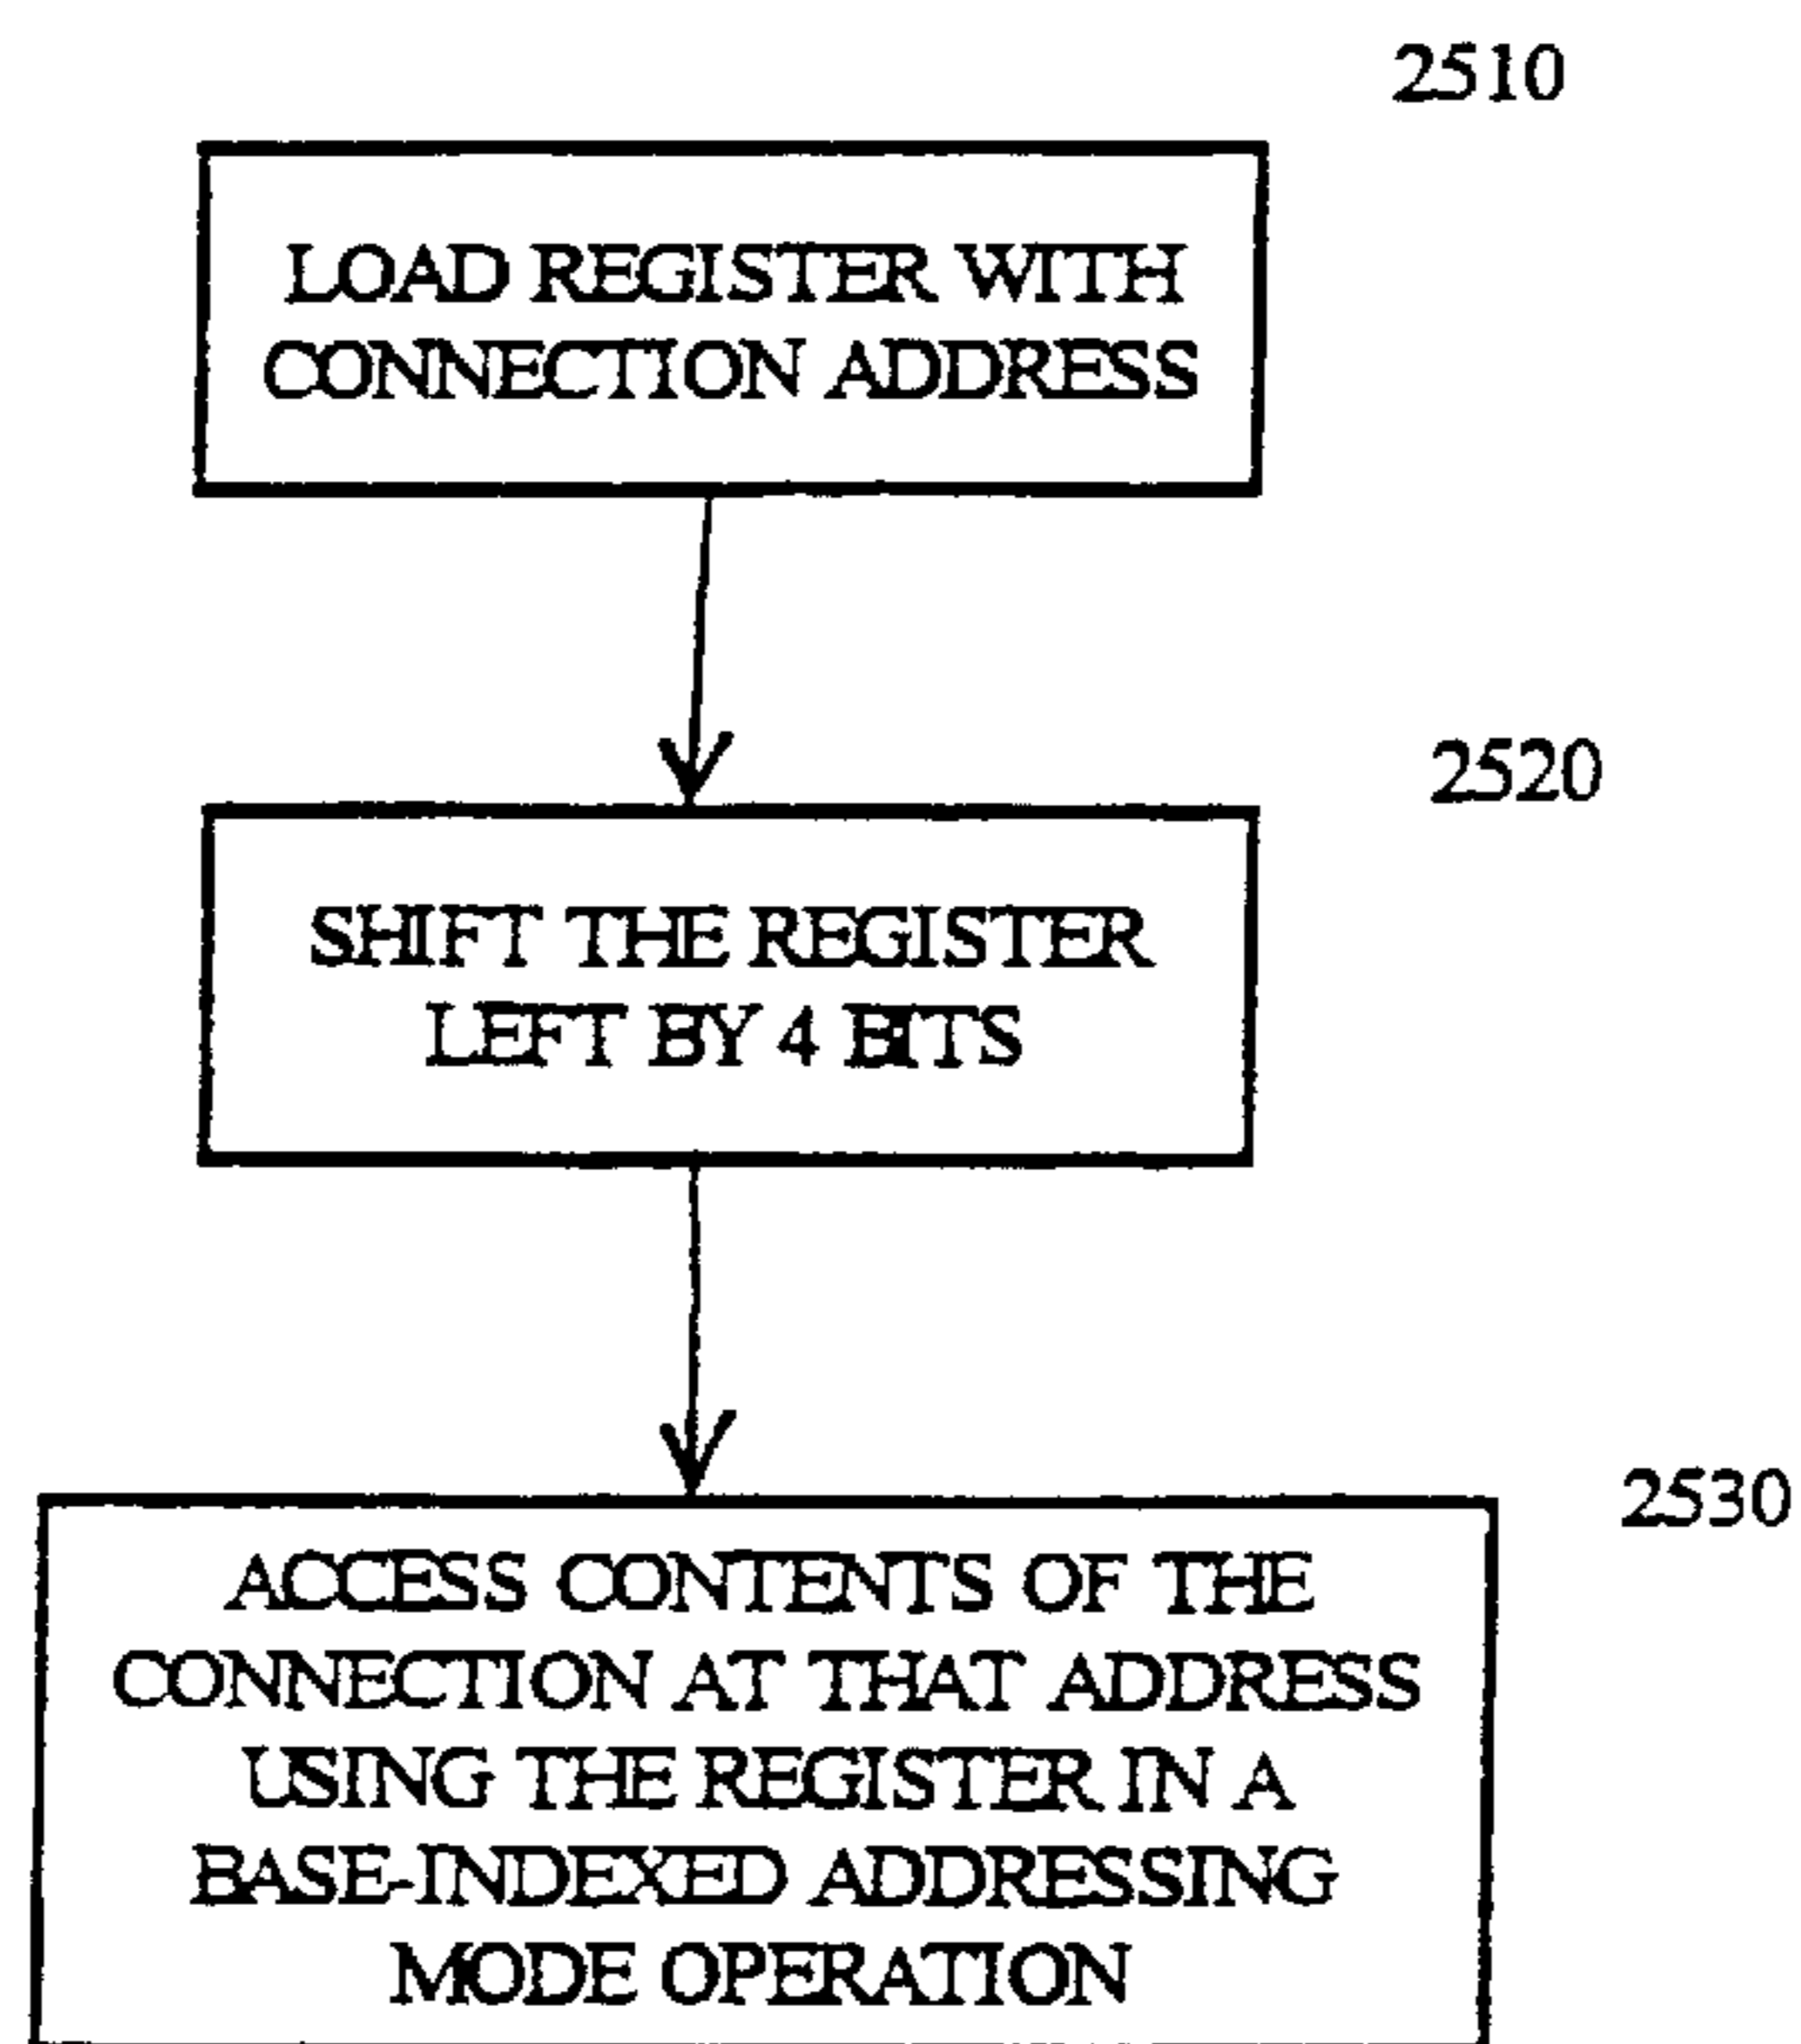 2510
LOAD REGISTER WITH
CONNECTION ADDRESS
2520
SHIFT THE REGISTER
LEFT BY 4 BITS
2530
ACCESS CONTENTS OF THE
CONNECTION AT THAT ADDRESS
USING THE REGISTER IN A
BASE-INDEXED ADDRESSING
MODE OPERATION